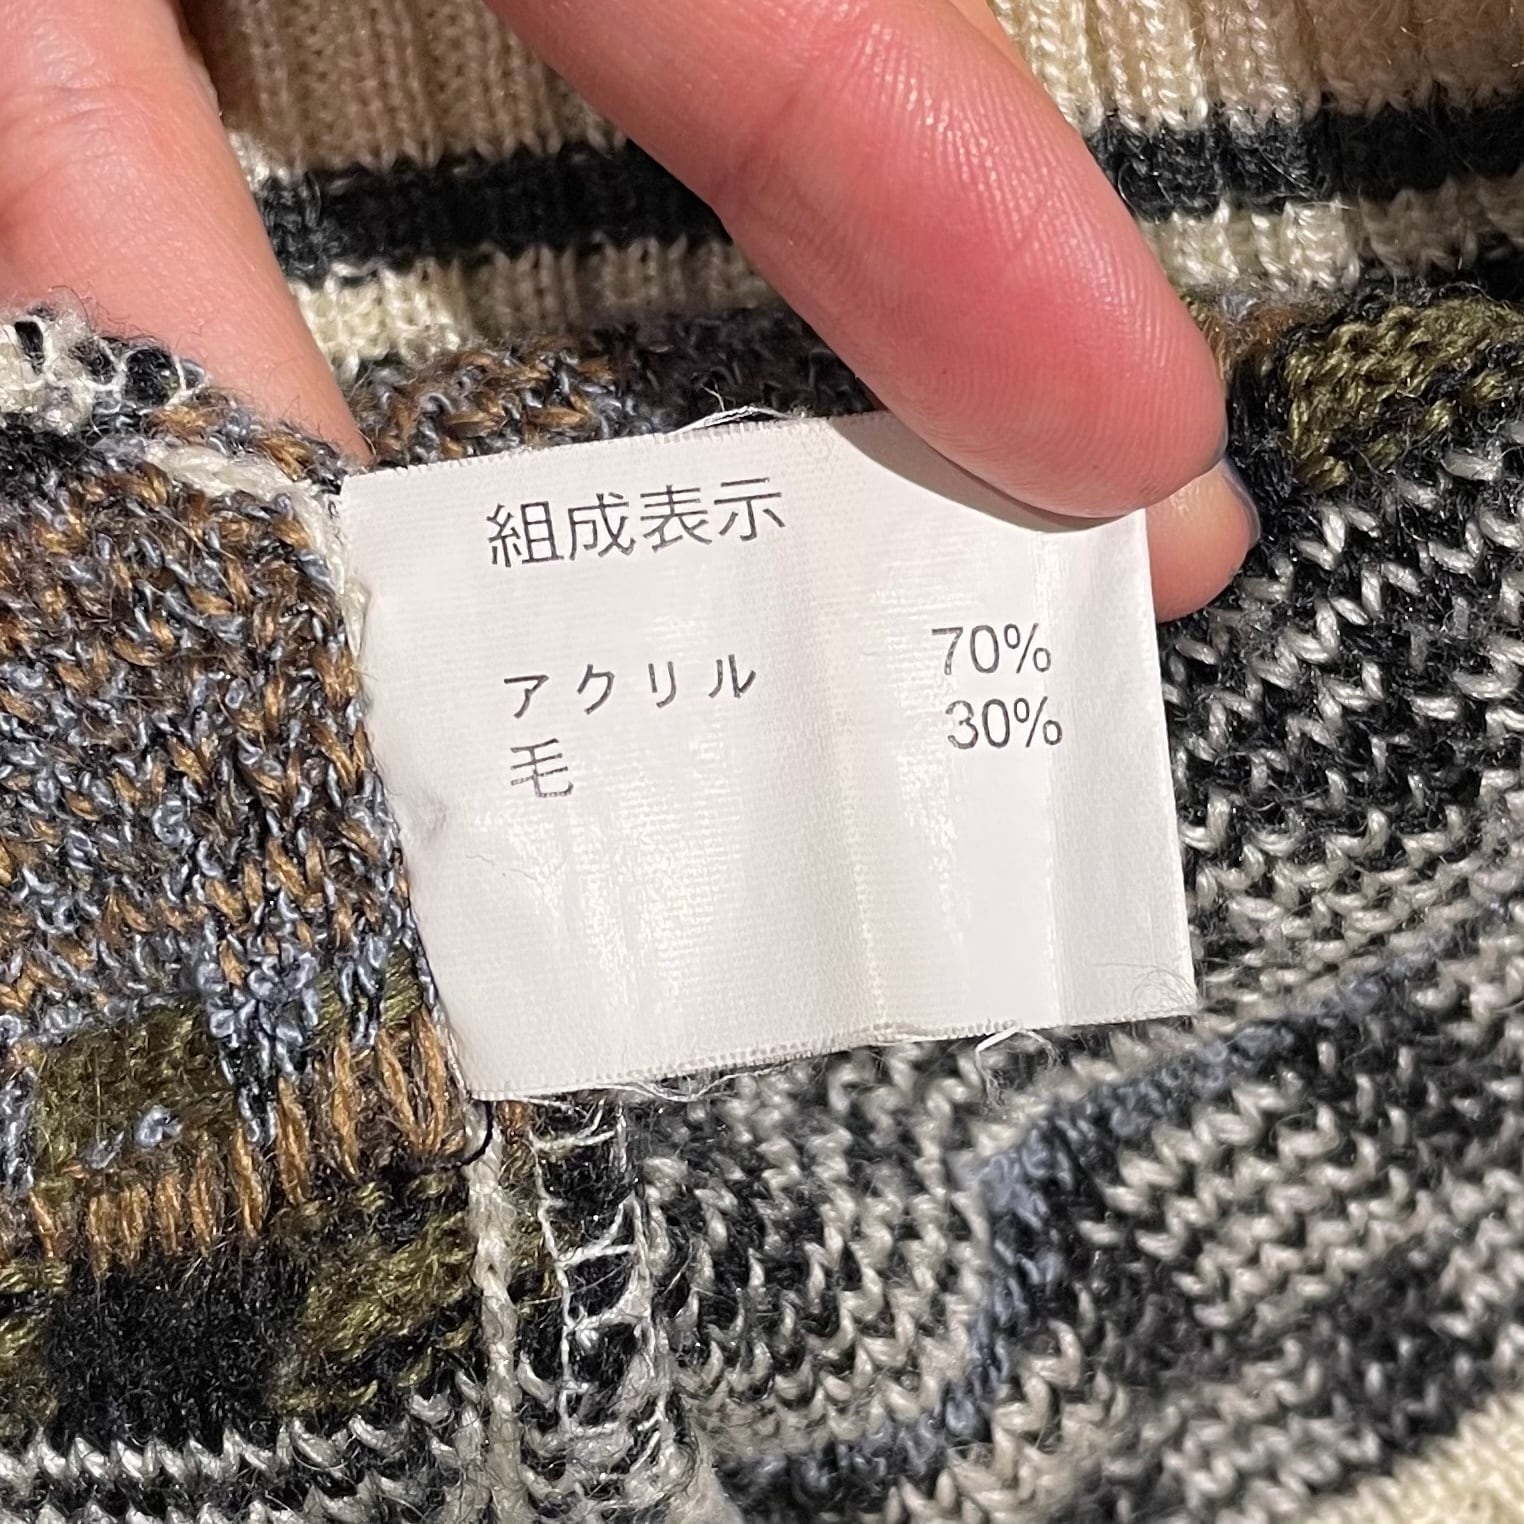 組成表示
アクリル 70%
毛 30%